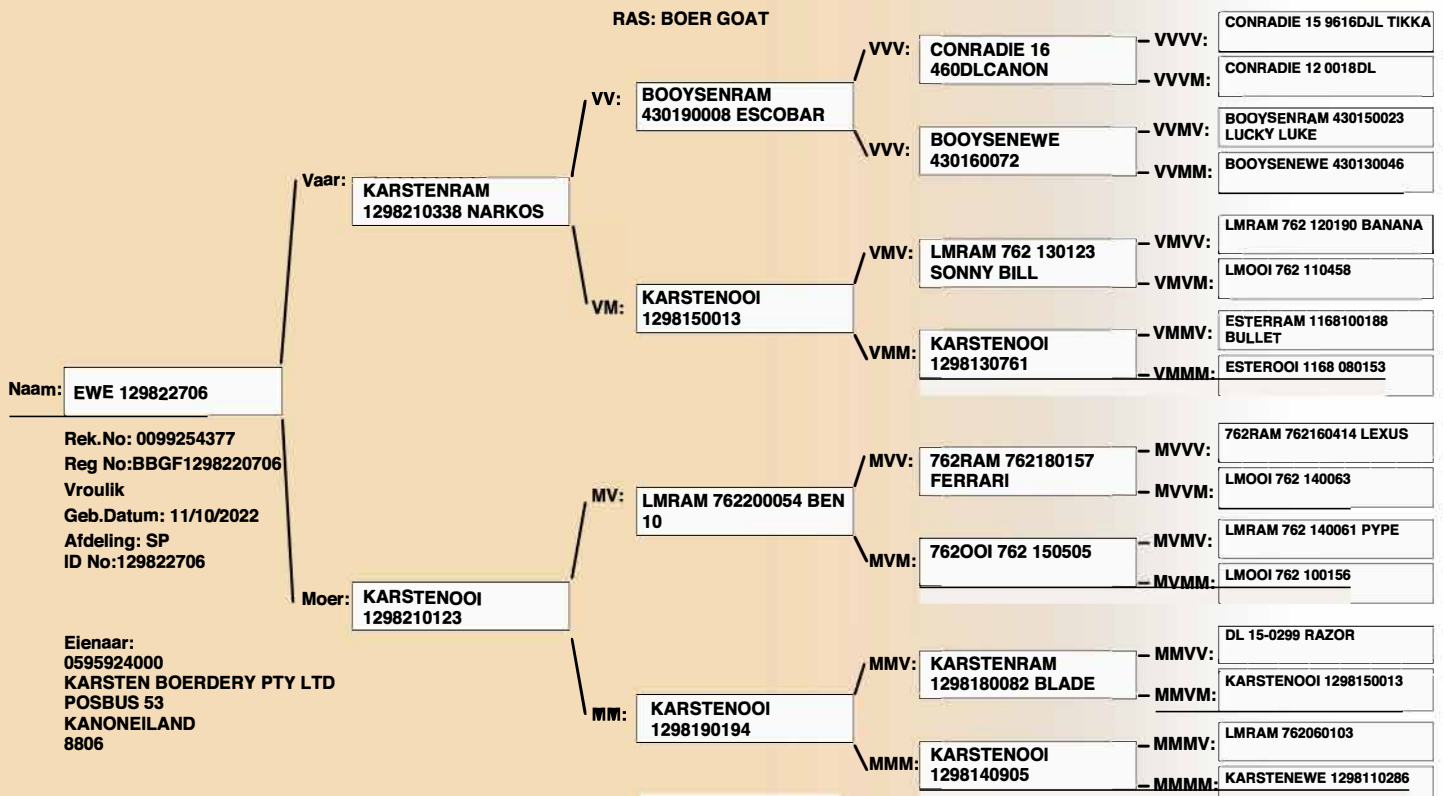 RAS: BOER GOAT
Naam:
EWE 129822706
Rek.No: 0099254377
Reg No:BBGF1298220706
Vroulik
Geb.Datum: 11/10/2022
Afdeling: SP
ID No:129822706
Eienaar:
0595924000
KARSTEN BOERDERY PTY LTD
POSBUS 53
KANONEILAND
8806
Vaar:
KARSTENRAM
1298210338 NARKOS
Moer:
KARSTENOOI
1298210123
VV:
BOOYSENRAM
430190008 ESCOBAR
VM:
KARSTENOOI
1298150013
MV:
LMRAM 762200054 BEN
10
MM:
KARSTENOOI
1298190194
VVV:
CONRADIE 16
460DLCANON
VVV:
BOOYSENEWE
430160072
VMV:
LMRAM 762 130123
SONNY BILL
VMM:
KARSTENOOI
1298130761
MVV:
762RAM 762180157
FERRARI
MVM:
762OOI 762 150505
MMV:
KARSTENRAM
1298180082 BLADE
MMM:
KARSTENOOI
1298140905
VVVV:
CONRADIE 15 9616DJL TIKKA
VVVM:
CONRADIE 12 0018DL
VVMV:
BOOYSENRAM 430150023
LUCKY LUKE
VVMM:
BOOYSENEWE 430130046
VMVV:
LMRAM 762 120190 BANANA
VMVM:
LMOOI 762 110458
VMMV:
ESTERRAM 1168100188
BULLET
VMMM:
ESTEROOI 1168 080153
MVVV:
762RAM 762160414 LEXUS
MVVM:
LMOOI 762 140063
MVMV:
LMRAM 762 140061 PYPE
MVMM:
LMOOI 762 100156
MMVV:
DL 15-0299 RAZOR
MMVM:
KARSTENOOI 1298150013
MMMV:
LMRAM 762060103
MMMM:
KARSTENEWE 1298110286